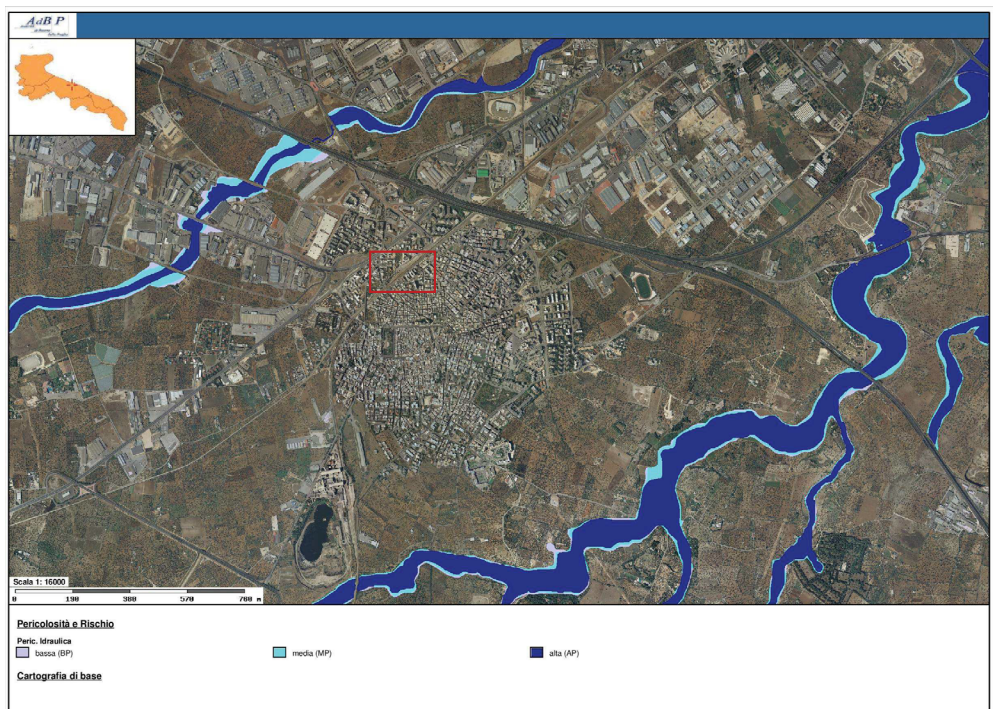 AdB P
Scala 1: 16000
0 190 380 570 760 m
Pericolosità e Rischio
Peric. Idraulica
bassa (BP) media (MP) alta (AP)
Cartografia di base